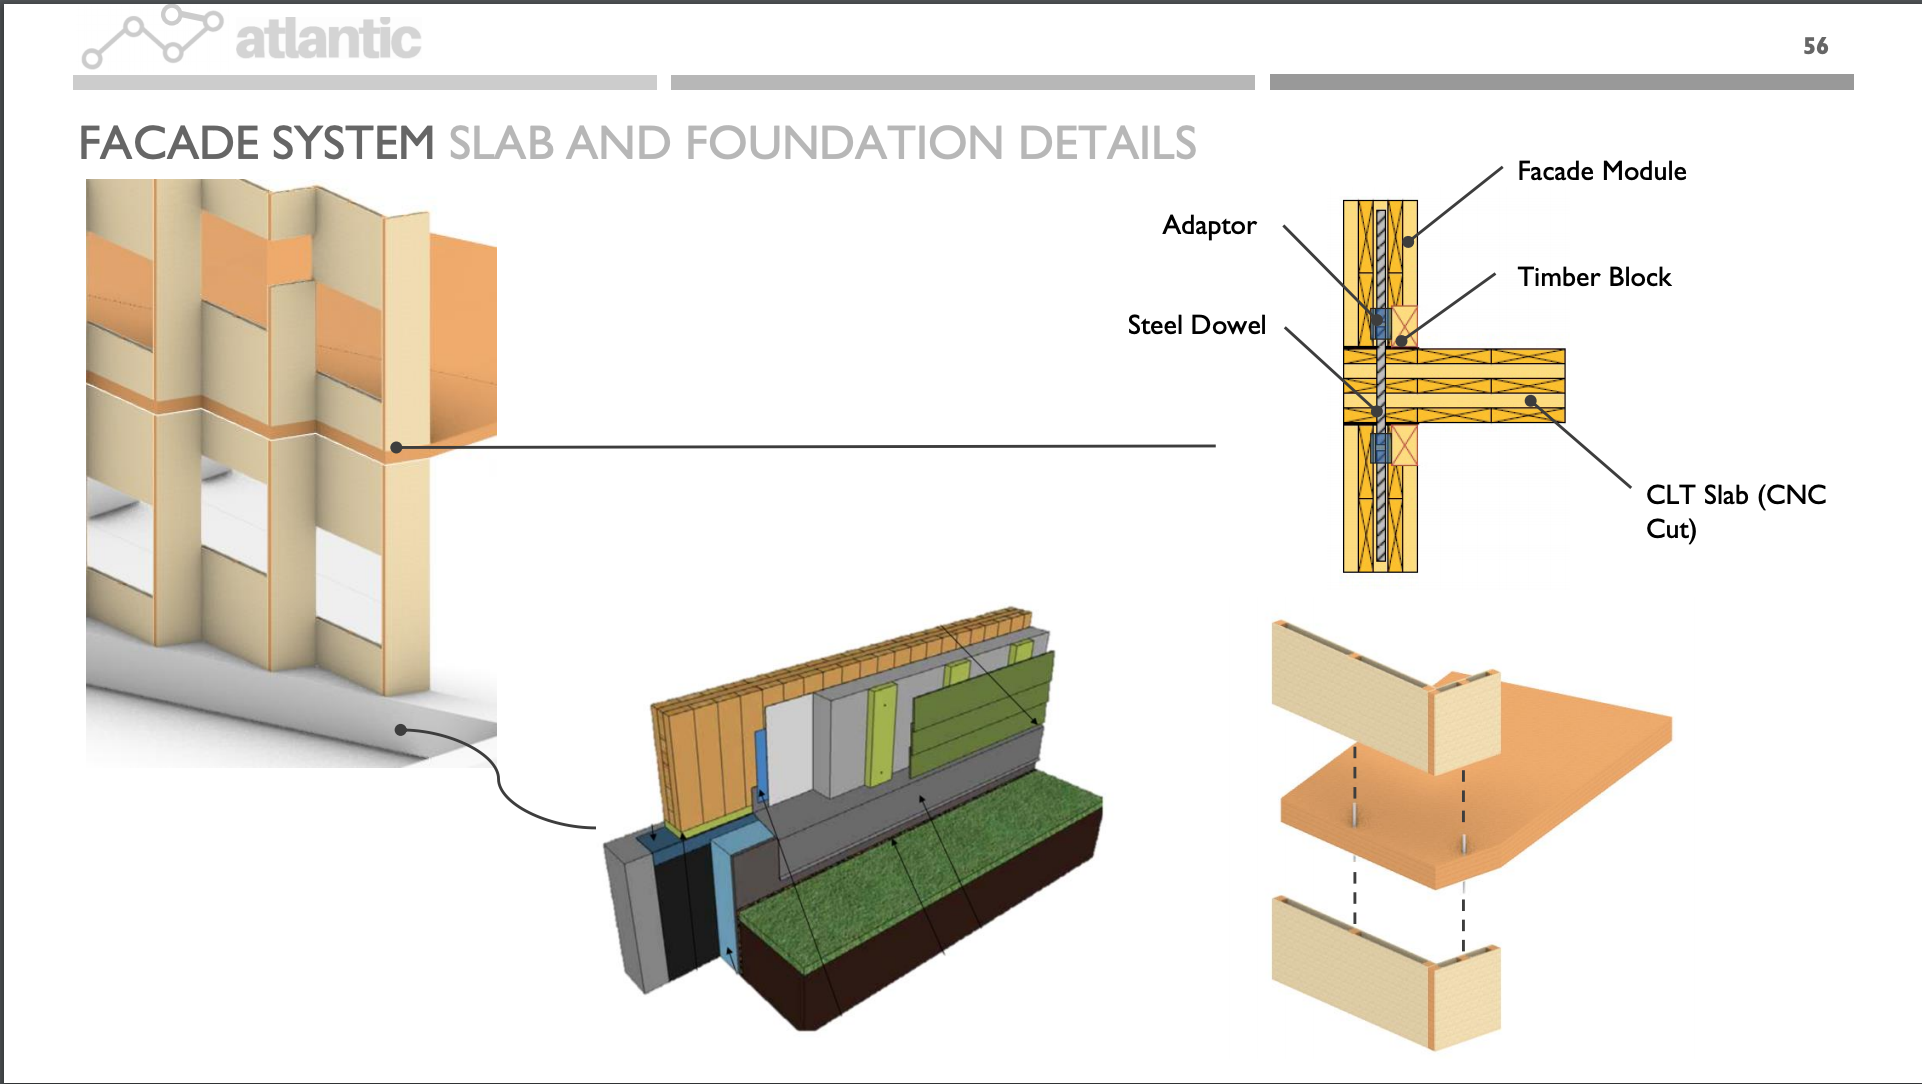 atlantic
56
FACADE SYSTEM SLAB AND FOUNDATION DETAILS
Facade Module
Adaptor
Timber Block
Steel Dowel
CLT Slab (CNC
Cut)